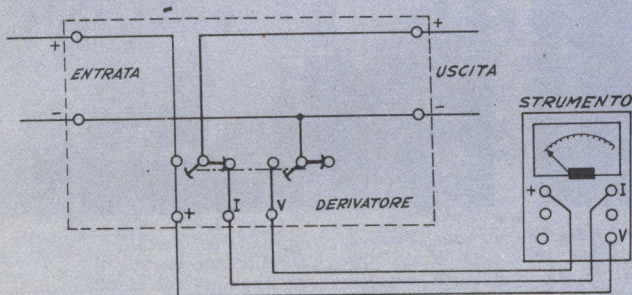 + +
ENTRATA USCITA
- -
STRUMENTO
+ I V DERIVATORE
+ I
V